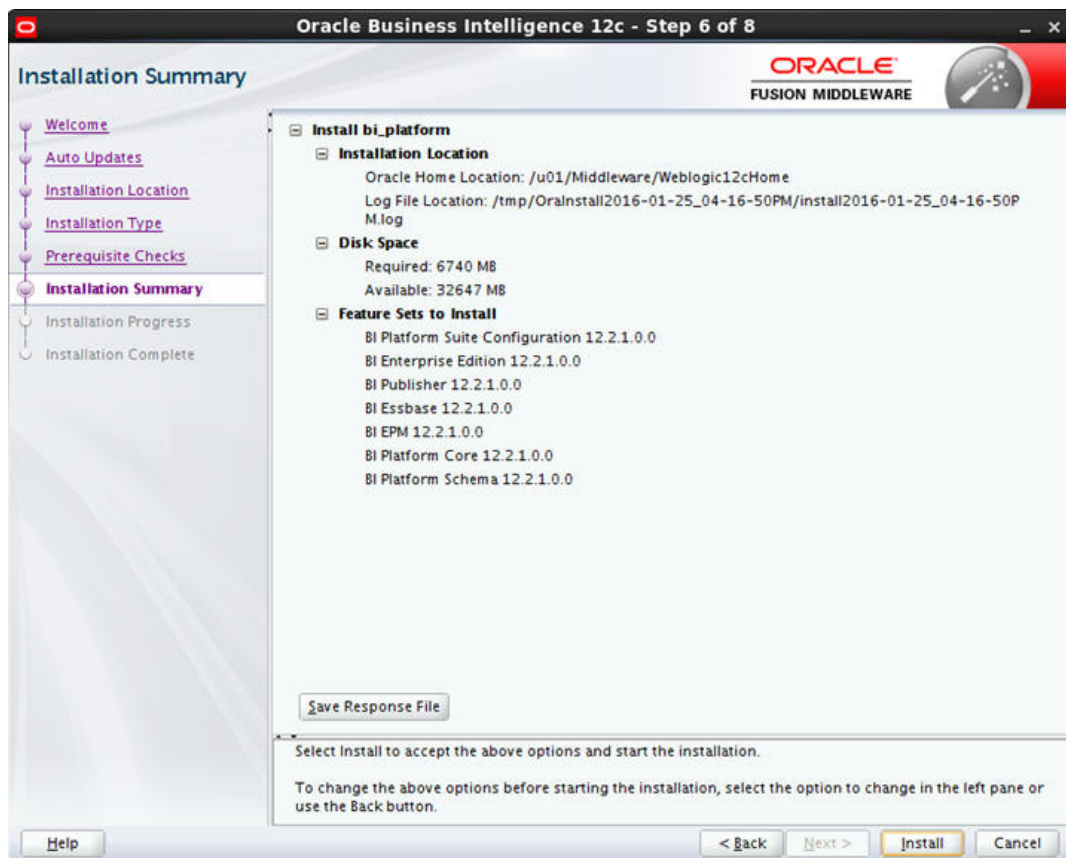 Oracle Business Intelligence 12c - Step 6 of 8
Installation Summary
ORACLE
FUSION MIDDLEWARE
Welcome
Auto Updates
Installation Location
Installation Type
Prerequisite Checks
Installation Summary
Installation Progress
Installation Complete
Install bi_platform
Installation Location
Oracle Home Location: /u01/Middleware/Weblogic12cHome
Log File Location: /tmp/OraInstall2016-01-25_04-16-50PM/install2016-01-25_04-16-50P
M.log
Disk Space
Required: 6740 MB
Available: 32647 MB
Feature Sets to Install
BI Platform Suite Configuration 12.2.1.0.0
BI Enterprise Edition 12.2.1.0.0
BI Publisher 12.2.1.0.0
BI Essbase 12.2.1.0.0
BI EPM 12.2.1.0.0
BI Platform Core 12.2.1.0.0
BI Platform Schema 12.2.1.0.0
Save Response File
Select Install to accept the above options and start the installation.
To change the above options before starting the installation, select the option to change in the left pane or
use the Back button.
Help
< Back
Next >
Install
Cancel